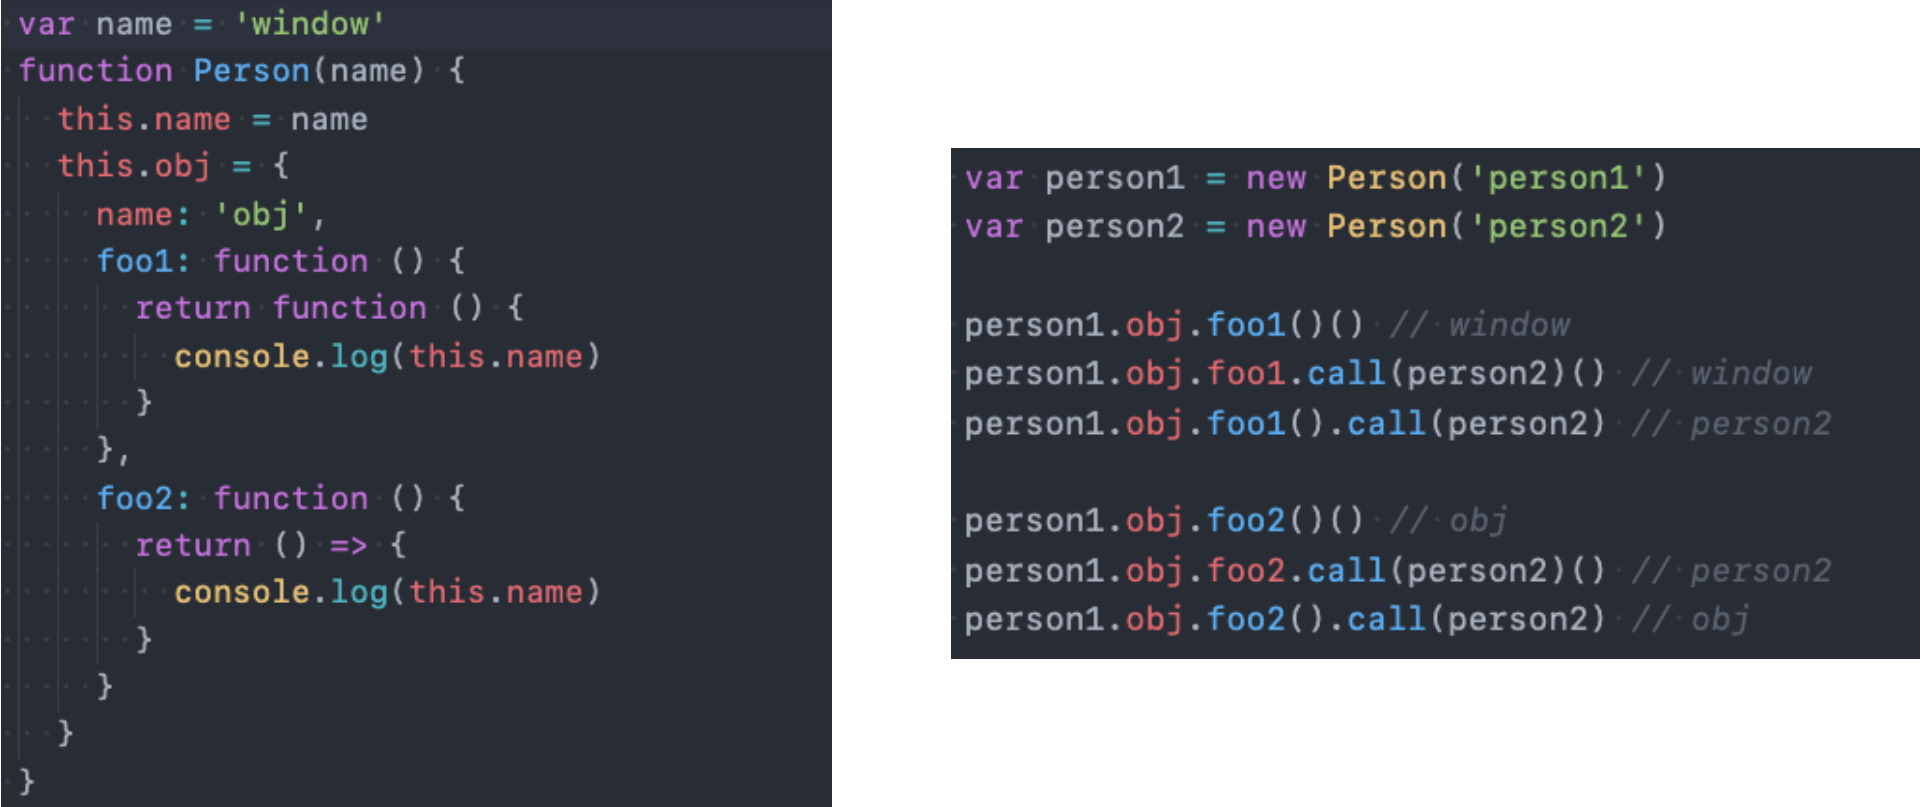 var name = 'window'
function Person(name) {
  this.name = name
  this.obj = {
    name: 'obj',
    foo1: function () {
      return function () {
        console.log(this.name)
      }
    },
    foo2: function () {
      return () => {
        console.log(this.name)
      }
    }
  }
}
var person1 = new Person('person1')
var person2 = new Person('person2')
person1.obj.foo1()() // window
person1.obj.foo1.call(person2)() // window
person1.obj.foo1().call(person2) // person2
person1.obj.foo2()() // obj
person1.obj.foo2.call(person2)() // person2
person1.obj.foo2().call(person2) // obj